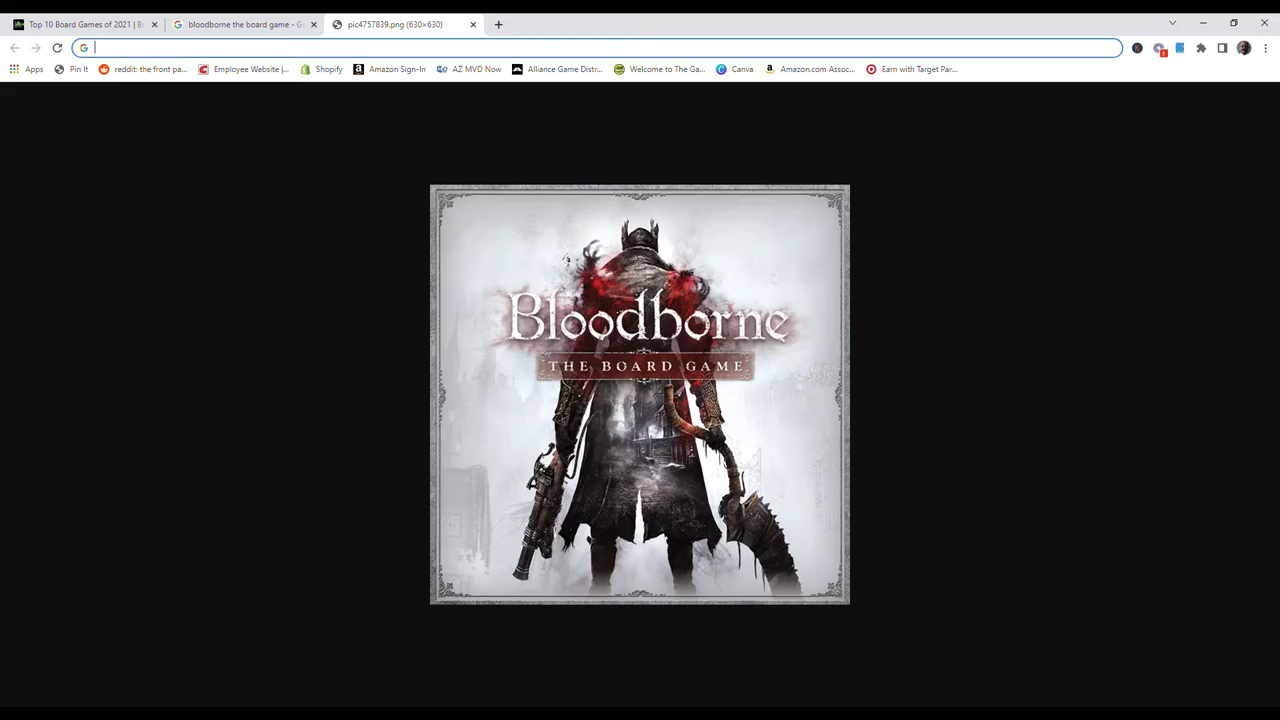 Top 10 Board Games of 2021 | Bo
bloodborne the board game - Go
pic4757839.png (630×630)
Apps
Pin It
reddit: the front pa...
Employee Website |...
Shopify
Amazon Sign-In
AZ MVD Now
Alliance Game Distr...
Welcome to The Ga...
Canva
Amazon.com Assoc...
Earn with Target Par...
Bloodborne
THE BOARD GAME